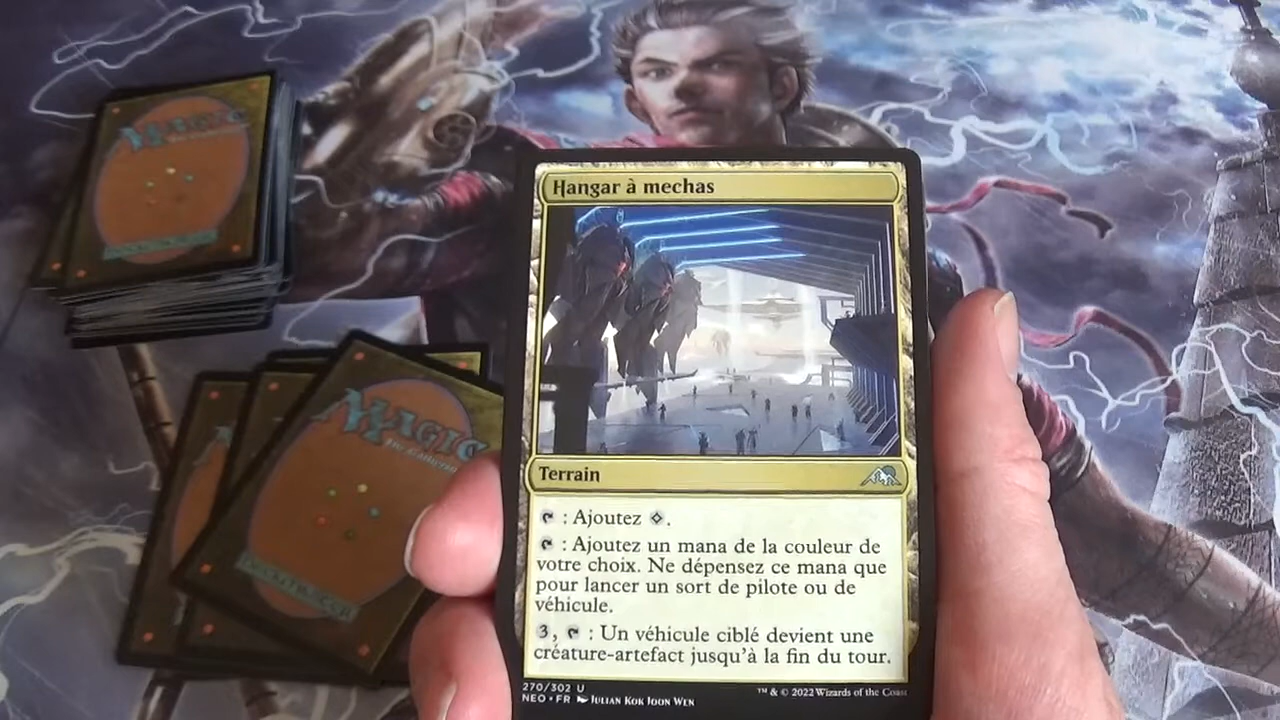 MAGIC
Hangar à mechas
MAGIC
The Gathering
DECKMASTER
Terrain
: Ajoutez .
: Ajoutez un mana de la couleur de
votre choix. Ne dépensez ce mana que
pour lancer un sort de pilote ou de
véhicule.
3, : Un véhicule ciblé devient une
créature-artefact jusqu'à la fin du tour.
270/302 U
NEO • FR JULIAN KOK JOON WEN
™ & © 2022 Wizards of the Coast